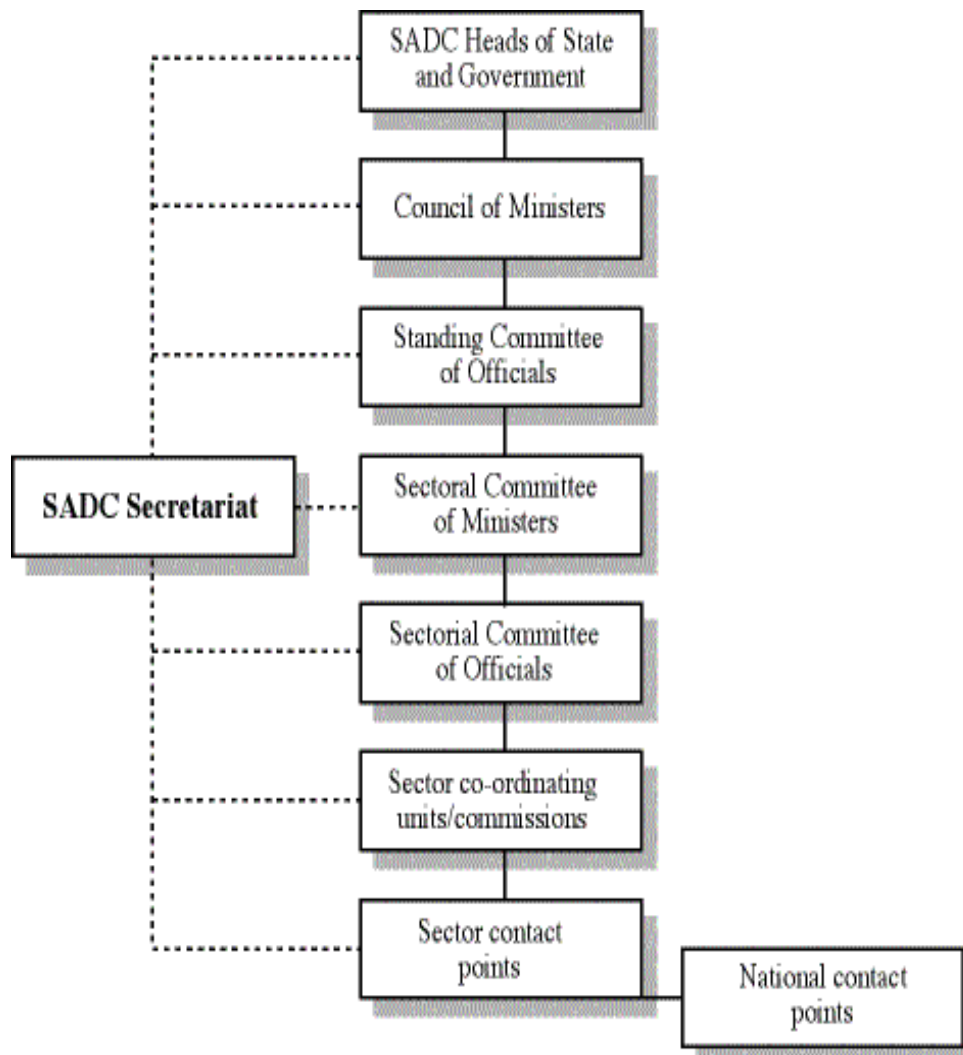 SADC Heads of State
and Government
Council of Ministers
Standing Committee
of Officials
SADC Secretariat
Sectoral Committee
of Ministers
Sectorial Committee
of Officials
Sector co-ordinating
units/commissions
Sector contact
points
National contact
points